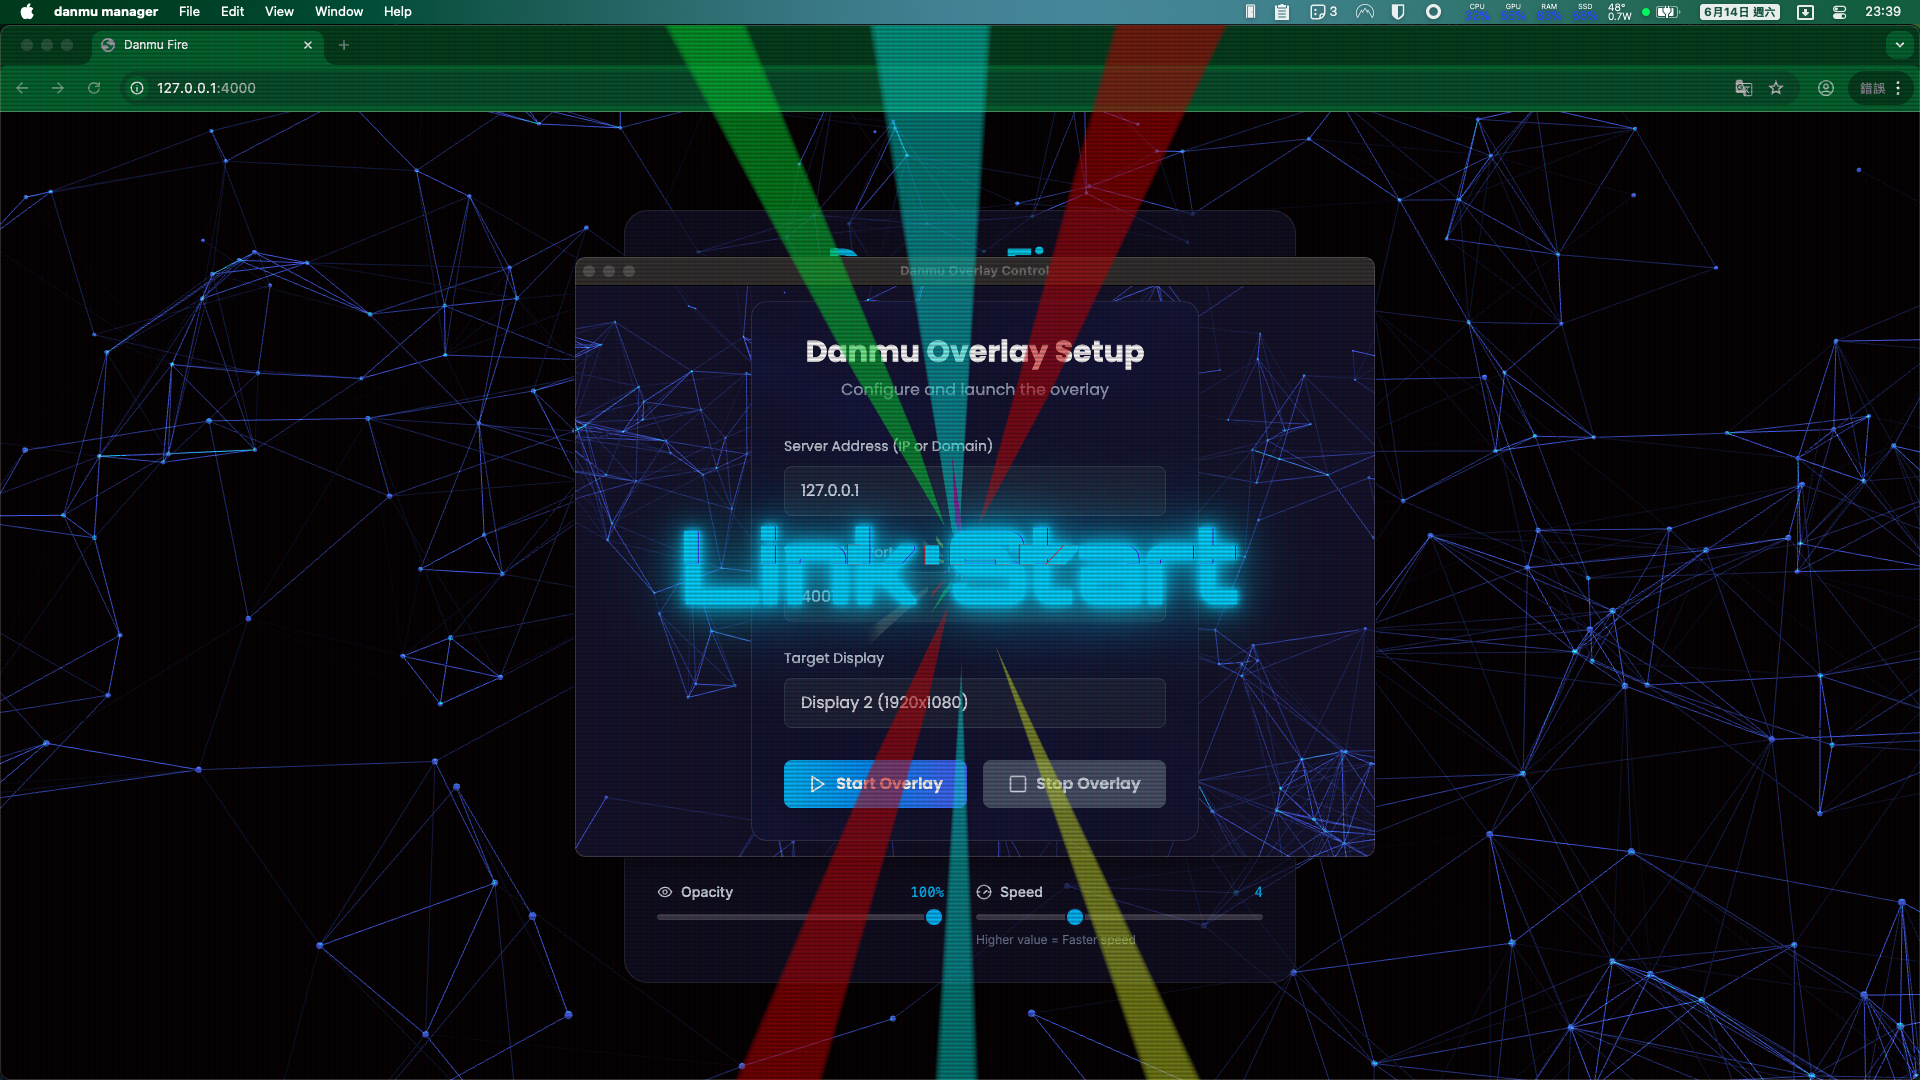 danmu manager File Edit View Window Help 3 CPU GPU RAM SSD 48° 0.7W 6月14日 週六 23:39
Danmu Fire
127.0.0.1:4000 錯誤
Danmu Overlay Control
Danmu Overlay Setup
Configure and launch the overlay
Server Address (IP or Domain)
127.0.0.1
Link Start
400
Target Display
Display 2 (1920x1080)
Start Overlay Stop Overlay
Opacity 100% Speed 4
Higher value = Faster speed